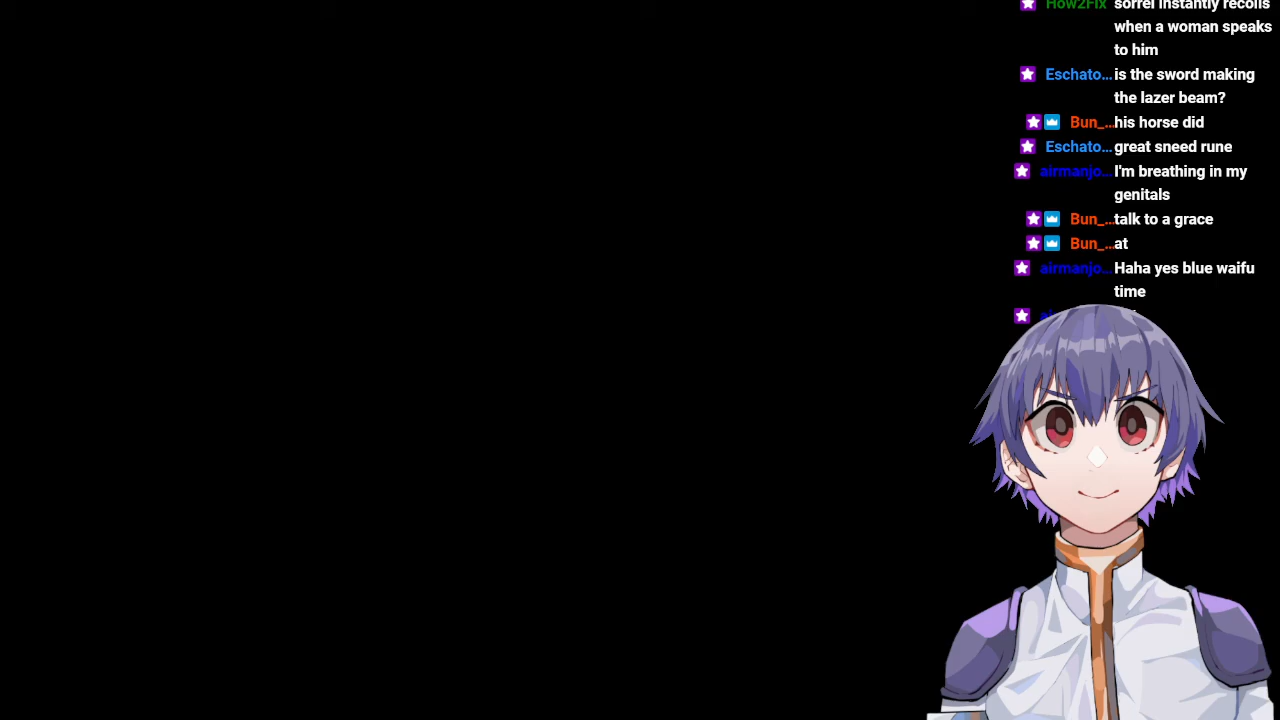 How2Fix sorrel instantly recoils
when a woman speaks
to him
Eschato... is the sword making
the lazer beam?
Bun_... his horse did
Eschato... great sneed rune
airmanjo... I'm breathing in my
genitals
Bun_... talk to a grace
Bun_... at
airmanjo... Haha yes blue waifu
time